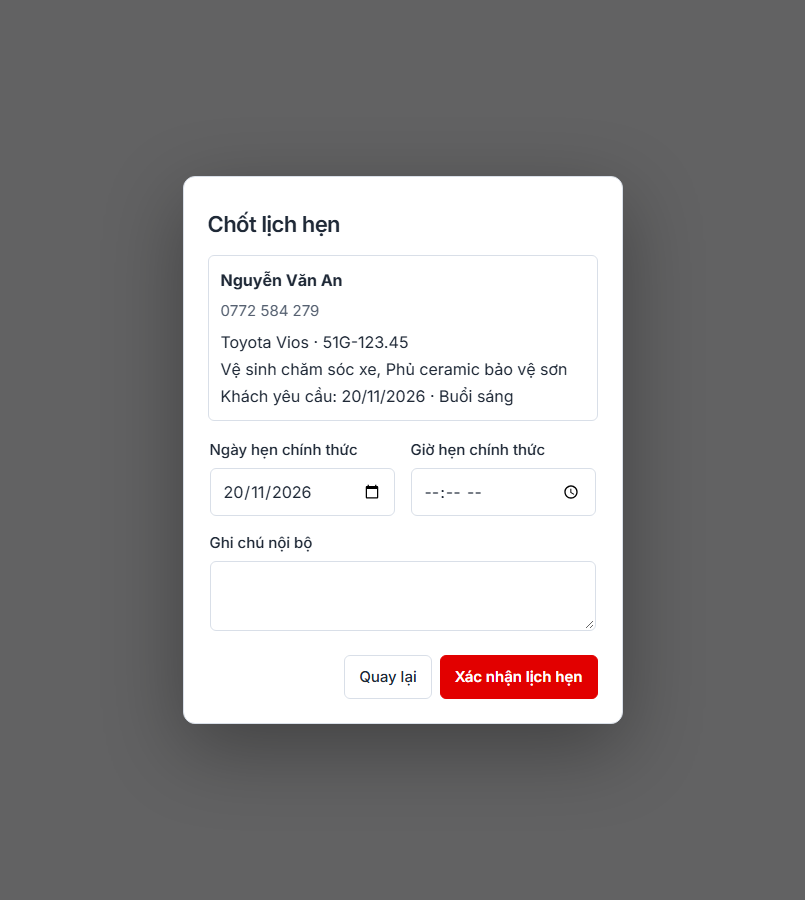 Chốt lịch hẹn
Nguyễn Văn An
0772 584 279
Toyota Vios · 51G-123.45
Vệ sinh chăm sóc xe, Phủ ceramic bảo vệ sơn
Khách yêu cầu: 20/11/2026 · Buổi sáng
Ngày hẹn chính thức Giờ hẹn chính thức
20/11/2026 --:-- --
Ghi chú nội bộ
Quay lại Xác nhận lịch hẹn